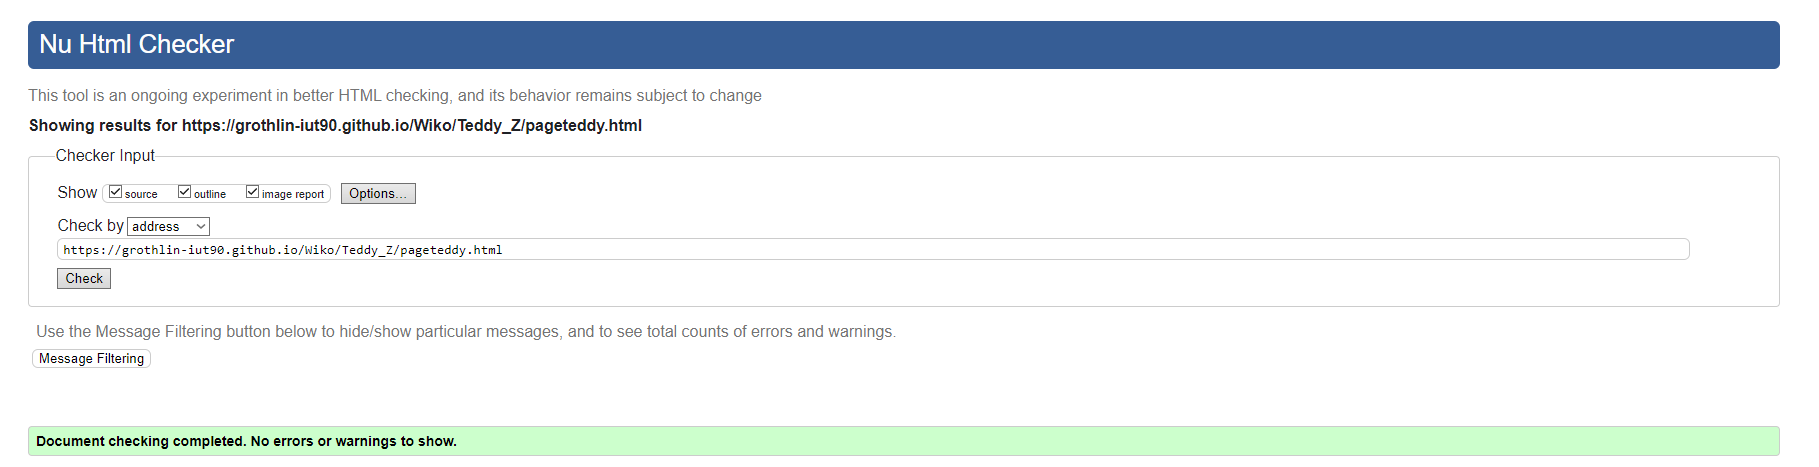 Nu Html Checker
This tool is an ongoing experiment in better HTML checking, and its behavior remains subject to change
Showing results for https://grothlin-iut90.github.io/Wiko/Teddy_Z/pageteddy.html
Checker Input
Show source outline image report Options...
Check by address
https://grothlin-iut90.github.io/Wiko/Teddy_Z/pageteddy.html
Check
Use the Message Filtering button below to hide/show particular messages, and to see total counts of errors and warnings.
Message Filtering
Document checking completed. No errors or warnings to show.